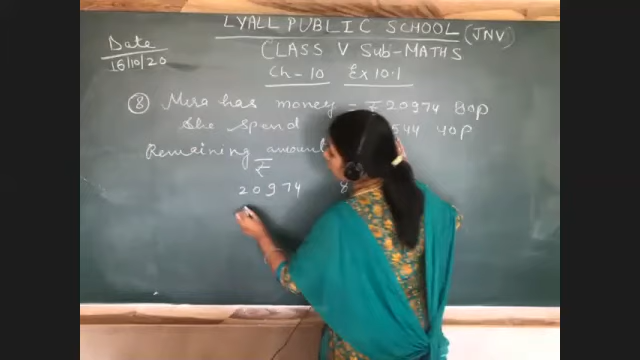 LYALL PUBLIC SCHOOL (JNV)
Date
16/10/20
CLASS V Sub-MATHS
Ch-10 Ex 10.1
8 Mira has money - ₹ 20974 80p
She Spend 544 40p
Remaining amount
₹
20974 8